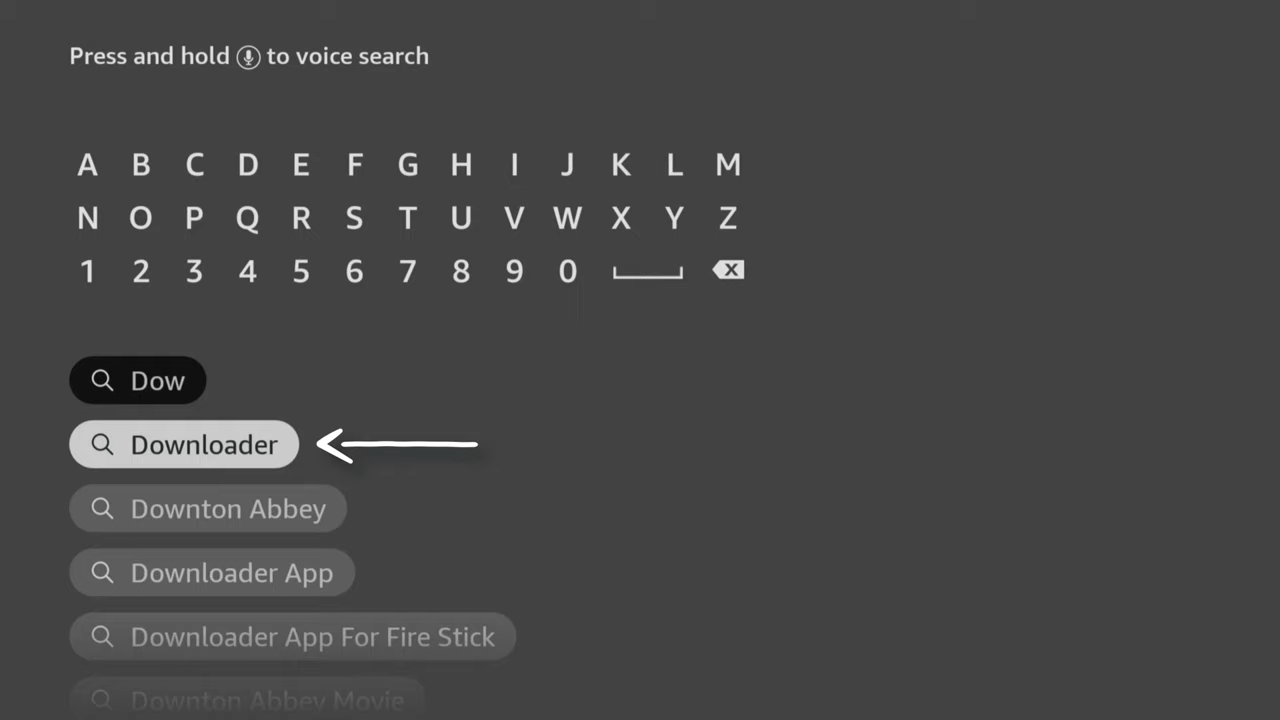 Press and hold to voice search
A B C D E F G H I J K L M
N O P Q R S T U V W X Y Z
1 2 3 4 5 6 7 8 9 0
Dow
Downloader
Downton Abbey
Downloader App
Downloader App For Fire Stick
Downton Abbey Movie